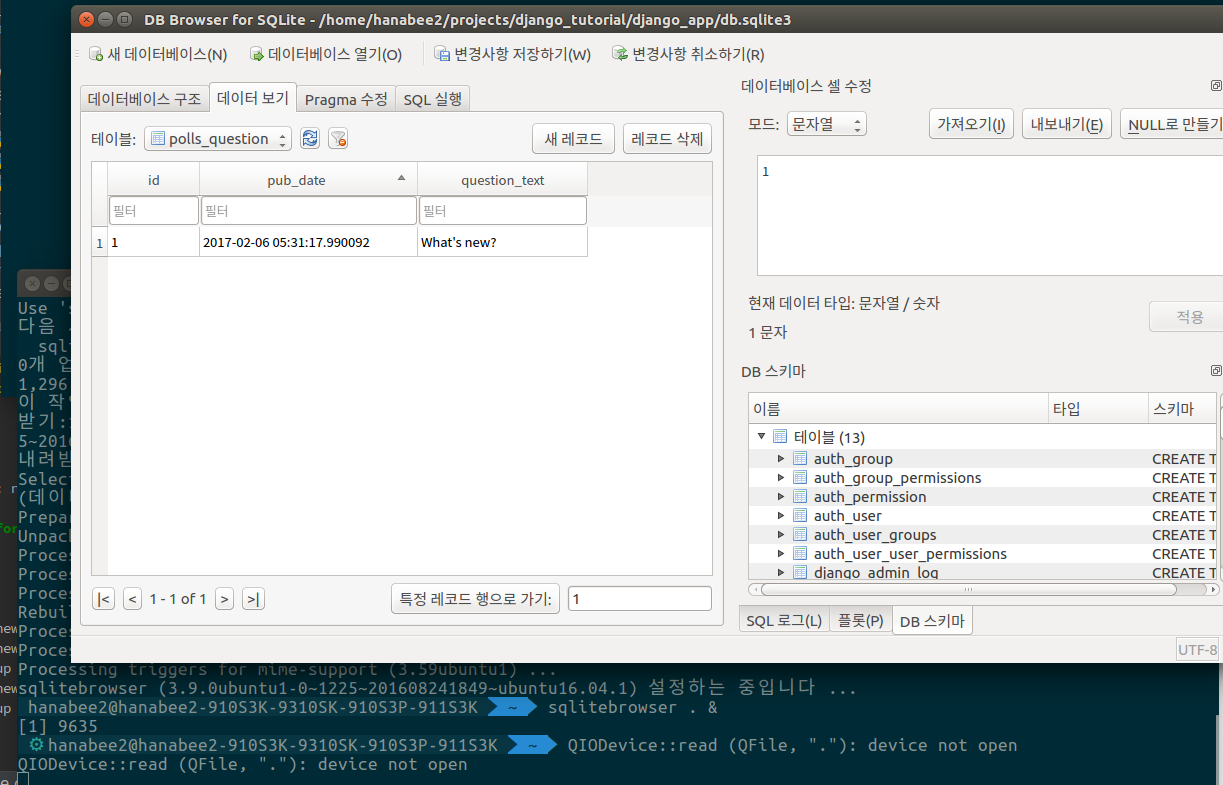 DB Browser for SQLite - /home/hanabee2/projects/django_tutorial/django_app/db.sqlite3
새 데이터베이스(N) 데이터베이스 열기(O) 변경사항 저장하기(W) 변경사항 취소하기(R)
데이터베이스 구조 데이터 보기 Pragma 수정 SQL 실행
테이블: polls_question 새 레코드 레코드 삭제
id pub_date question_text
필터 필터 필터
1 1 2017-02-06 05:31:17.990092 What's new?
|< < 1 - 1 of 1 > >| 특정 레코드 행으로 가기: 1
데이터베이스 셀 수정
모드: 문자열 가져오기(I) 내보내기(E) NULL로 만들기
1
현재 데이터 타입: 문자열 / 숫자
1 문자
적용
DB 스키마
이름 타입 스키마
테이블 (13)
auth_group CREATE T
auth_group_permissions CREATE T
auth_permission CREATE T
auth_user CREATE T
auth_user_groups CREATE T
auth_user_user_permissions CREATE T
django_admin_log CREATE T
SQL 로그(L) 플롯(P) DB 스키마
UTF-8
Use '
다음
sql
0개 업
1,296
이 작
받기:
5~201
내려받
Selec
(데이
Prepa
Unpac
Proce
Proce
Proce
Rebui
Proce
Proce
Processing triggers for mime-support (3.59ubuntu1) ...
sqlitebrowser (3.9.0ubuntu1-0~1225~201608241849~ubuntu16.04.1) 설정하는 중입니다 ...
hanabee2@hanabee2-910S3K-9310SK-910S3P-911S3K ~ sqlitebrowser . &
[1] 9635
hanabee2@hanabee2-910S3K-9310SK-910S3P-911S3K ~ QIODevice::read (QFile, "."): device not open
QIODevice::read (QFile, "."): device not open